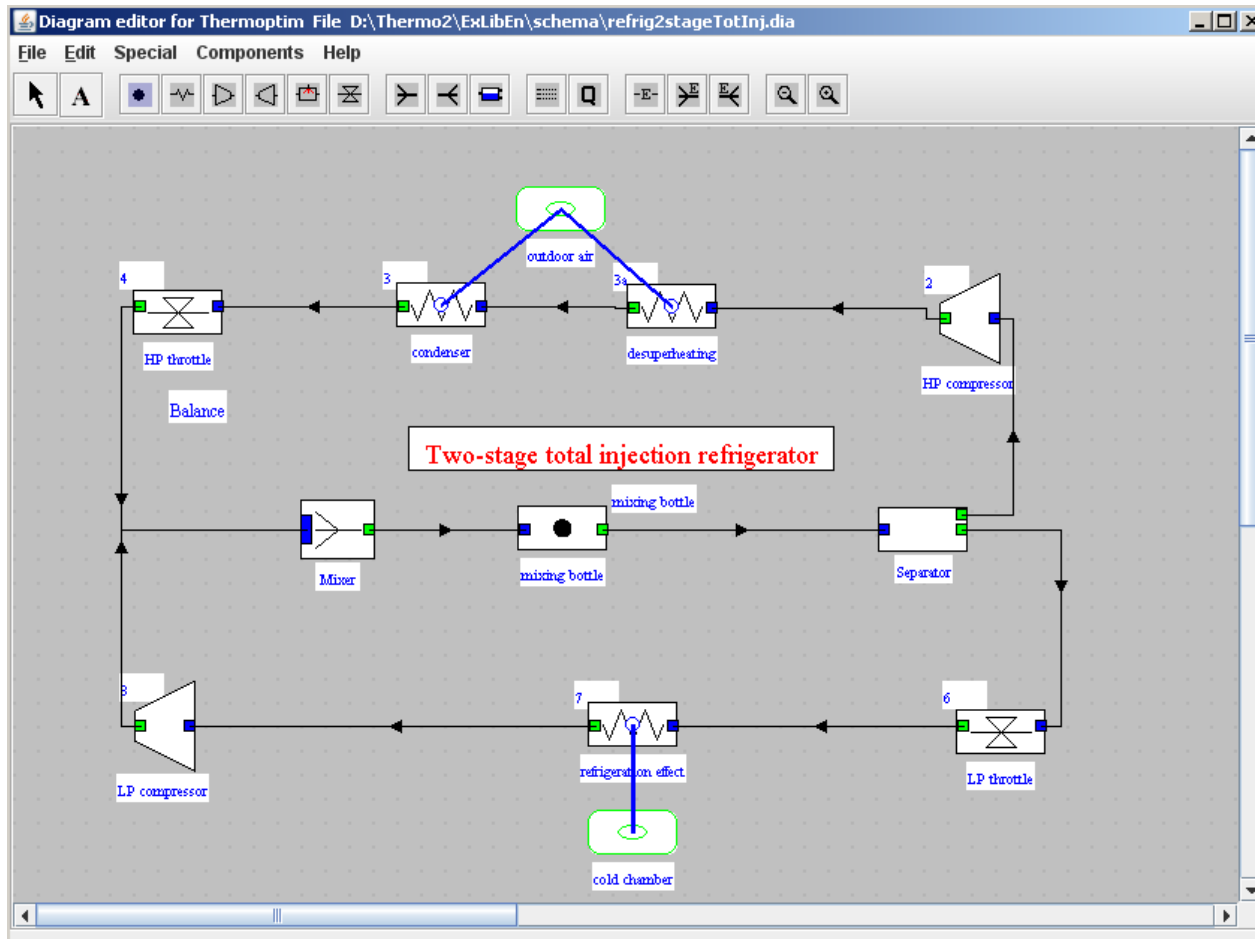 Diagram editor for Thermoptim File D:\Thermo2\ExLibEn\schema\refrig2stageTotInj.dia
File Edit Special Components Help
A Q -E- E E
outdoor air
4
3
3a
2
HP throttle
condenser
desuperheating
HP compressor
Balance
Two-stage total injection refrigerator
mixing bottle
Mixer
mixing bottle
Separator
8
7
6
LP compressor
refrigeration effect
LP throttle
cold chamber